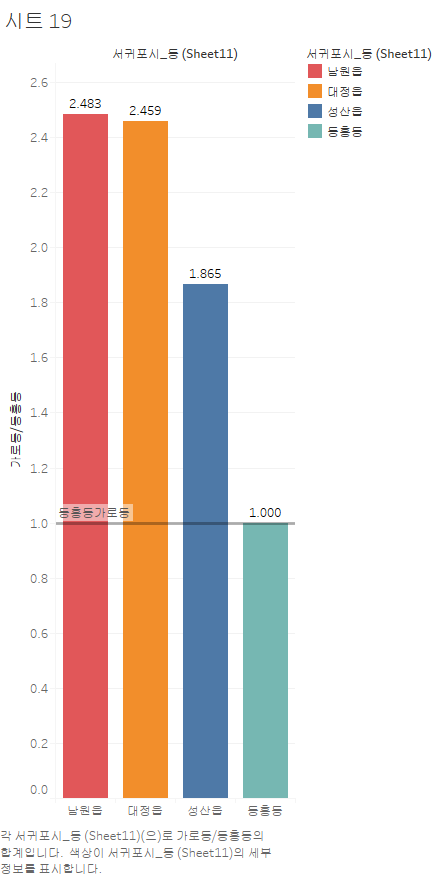 시트 19
서귀포시_동 (Sheet11)
서귀포시_동 (Sheet11)
남원읍
대정읍
성산읍
동홍동
2.6
2.4
2.2
2.0
1.8
1.6
1.4
1.2
1.0
0.8
0.6
0.4
0.2
0.0
가로등/동홍동
2.483
2.459
1.865
1.000
동홍동가로등
남원읍
대정읍
성산읍
동홍동
각 서귀포시_동 (Sheet11)(으)로 가로등/동홍동의
합계입니다. 색상이 서귀포시_동 (Sheet11)의 세부
정보를 표시합니다.